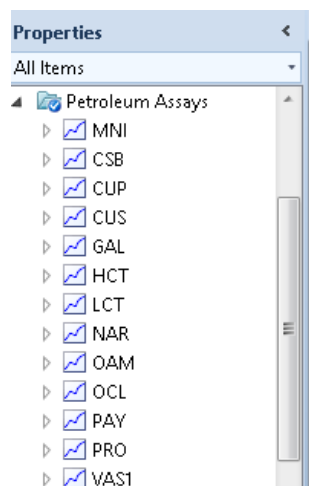 Properties
All Items
Petroleum Assays
MNI
CSB
CUP
CUS
GAL
HCT
LCT
NAR
OAM
OCL
PAY
PRO
VAS1